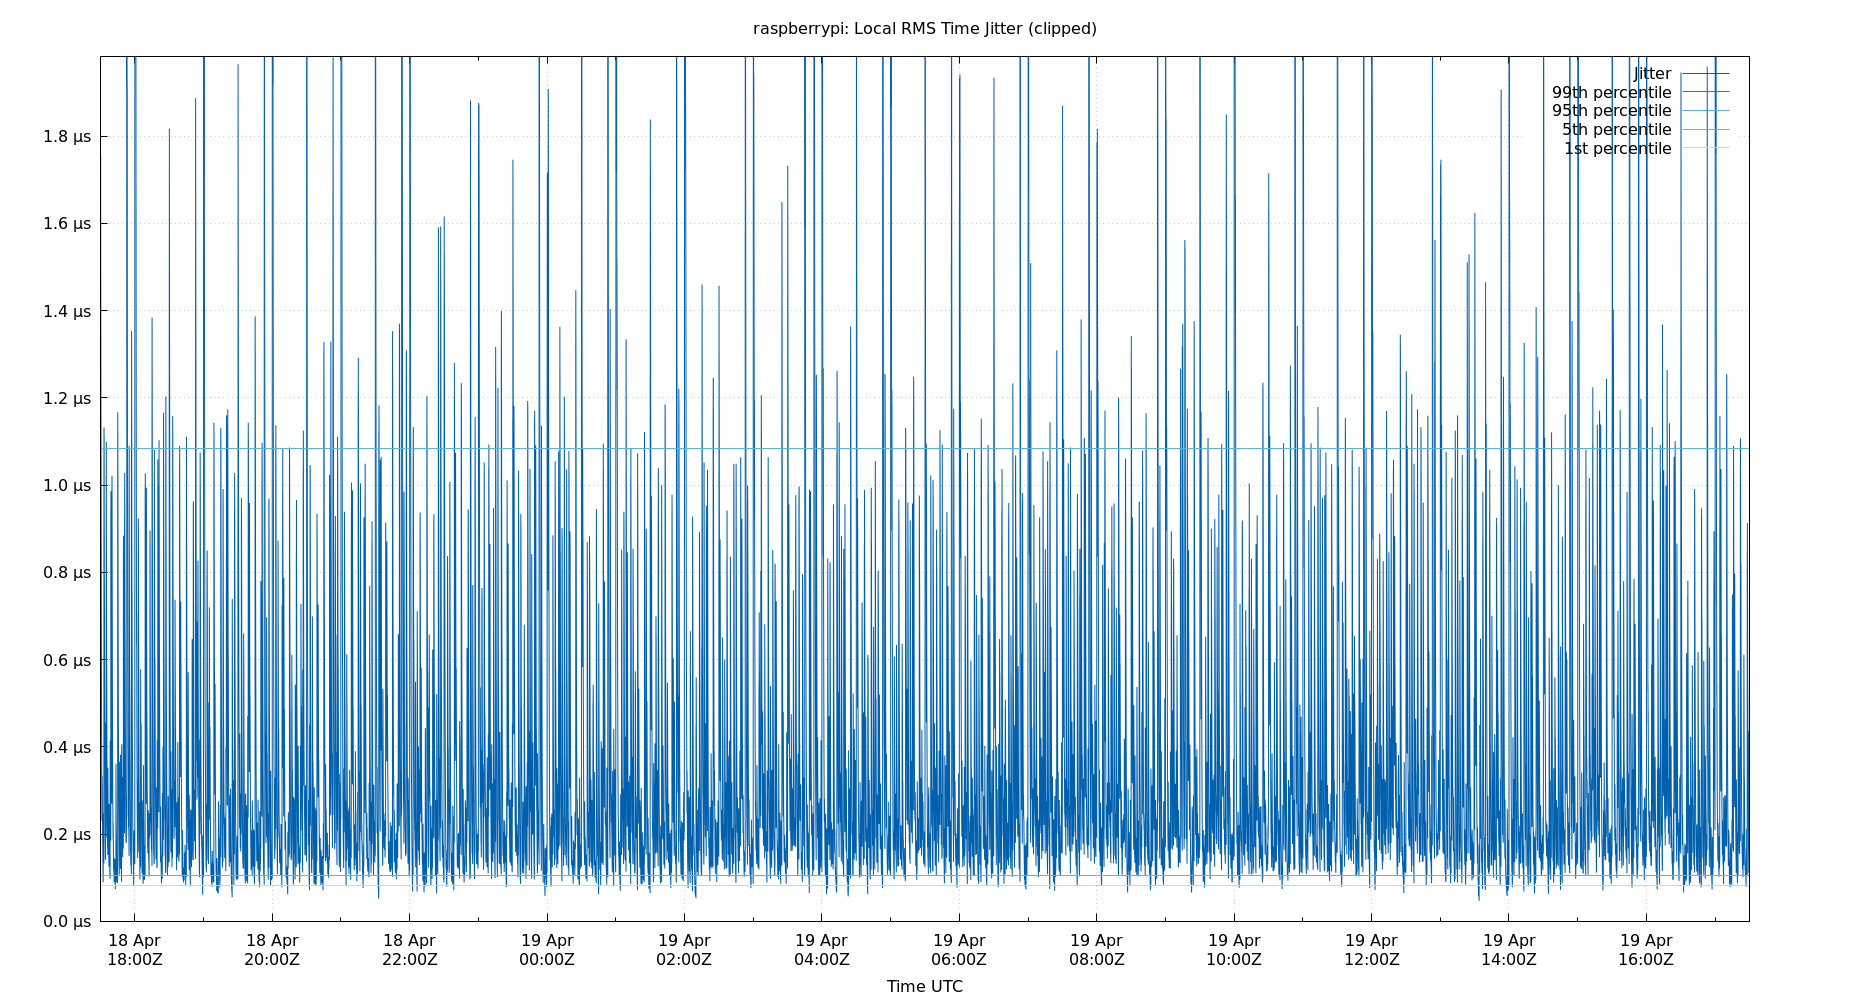 raspberrypi: Local RMS Time Jitter (clipped)
Jitter
99th percentile
95th percentile
5th percentile
1st percentile
1.8 µs
1.6 µs
1.4 µs
1.2 µs
1.0 µs
0.8 µs
0.6 µs
0.4 µs
0.2 µs
0.0 µs
18 Apr 18 Apr 18 Apr 19 Apr 19 Apr 19 Apr 19 Apr 19 Apr 19 Apr 19 Apr 19 Apr 19 Apr
18:00Z 20:00Z 22:00Z 00:00Z 02:00Z 04:00Z 06:00Z 08:00Z 10:00Z 12:00Z 14:00Z 16:00Z
Time UTC